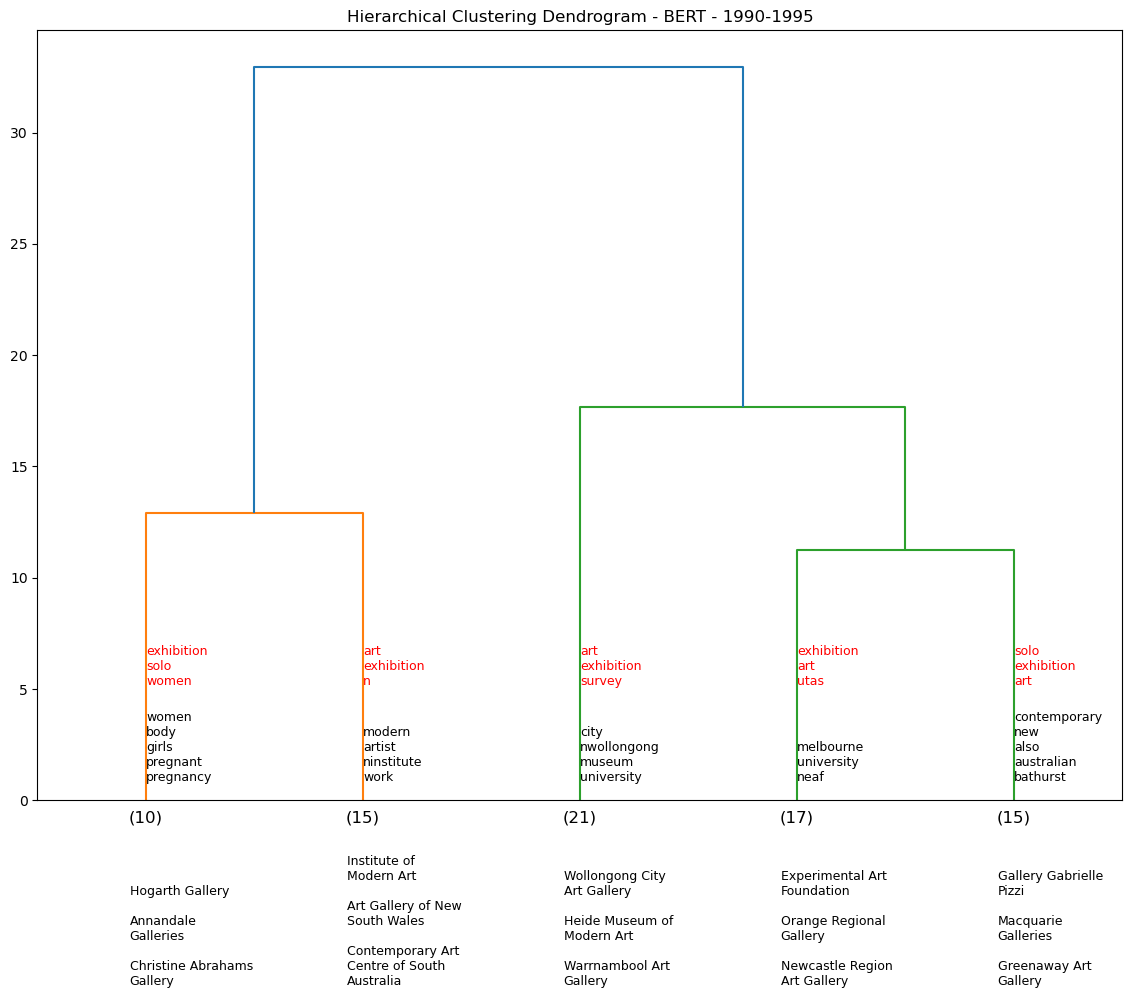 Hierarchical Clustering Dendrogram - BERT - 1990-1995
30
25
20
15
10
5
0
exhibition
solo
women
women
body
girls
pregnant
pregnancy
art
exhibition
n
modern
artist
ninstitute
work
art
exhibition
survey
city
nwollongong
museum
university
exhibition
art
utas
melbourne
university
neaf
solo
exhibition
art
contemporary
new
also
australian
bathurst
(10)
(15)
(21)
(17)
(15)
Hogarth Gallery
Annandale
Galleries
Christine Abrahams
Gallery
Institute of
Modern Art
Art Gallery of New
South Wales
Contemporary Art
Centre of South
Australia
Wollongong City
Art Gallery
Heide Museum of
Modern Art
Warrnambool Art
Gallery
Experimental Art
Foundation
Orange Regional
Gallery
Newcastle Region
Art Gallery
Gallery Gabrielle
Pizzi
Macquarie
Galleries
Greenaway Art
Gallery